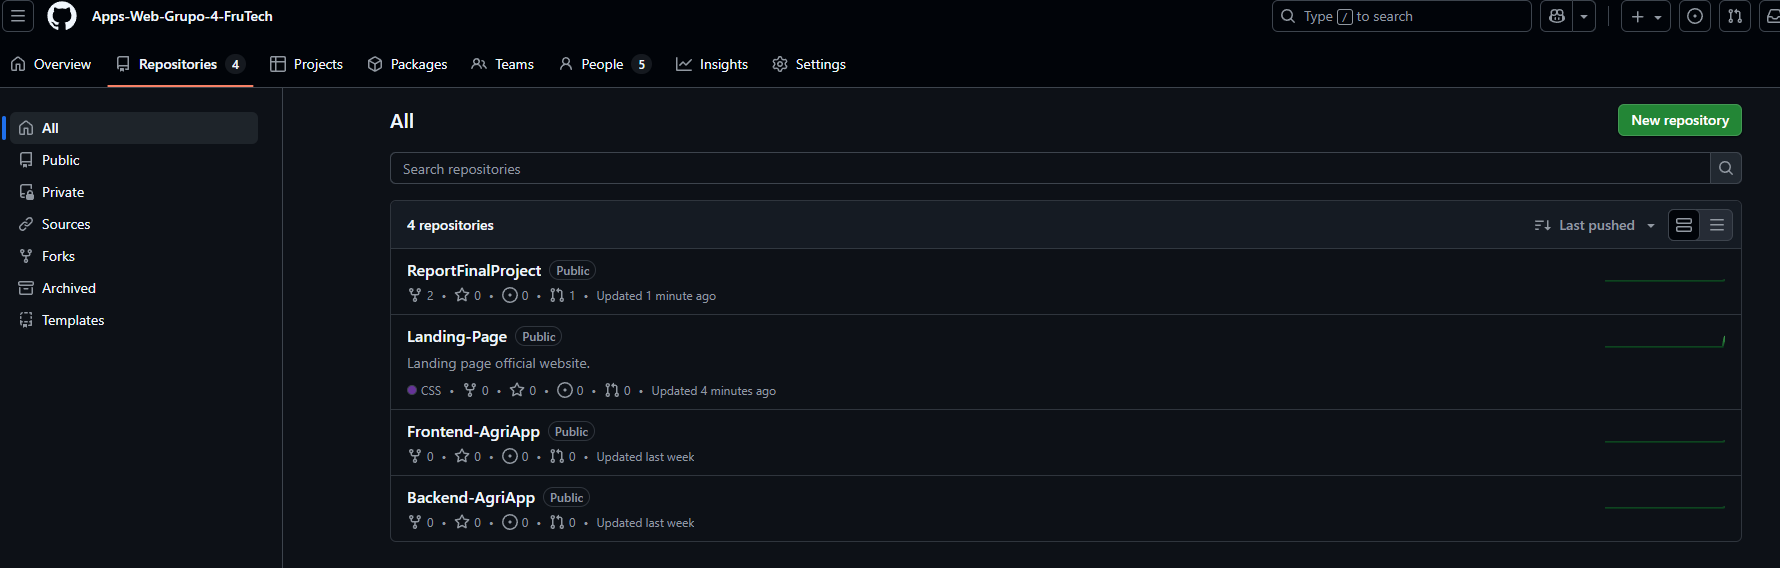 Apps-Web-Grupo-4-FruTech
Type / to search
Overview Repositories 4 Projects Packages Teams People 5 Insights Settings
All
Public
Private
Sources
Forks
Archived
Templates
All
New repository
Search repositories
4 repositories
Last pushed
ReportFinalProject Public
2 • 0 • 0 • 1 • Updated 1 minute ago
Landing-Page Public
Landing page official website.
CSS • 0 • 0 • 0 • 0 • Updated 4 minutes ago
Frontend-AgriApp Public
0 • 0 • 0 • 0 • Updated last week
Backend-AgriApp Public
0 • 0 • 0 • 0 • Updated last week